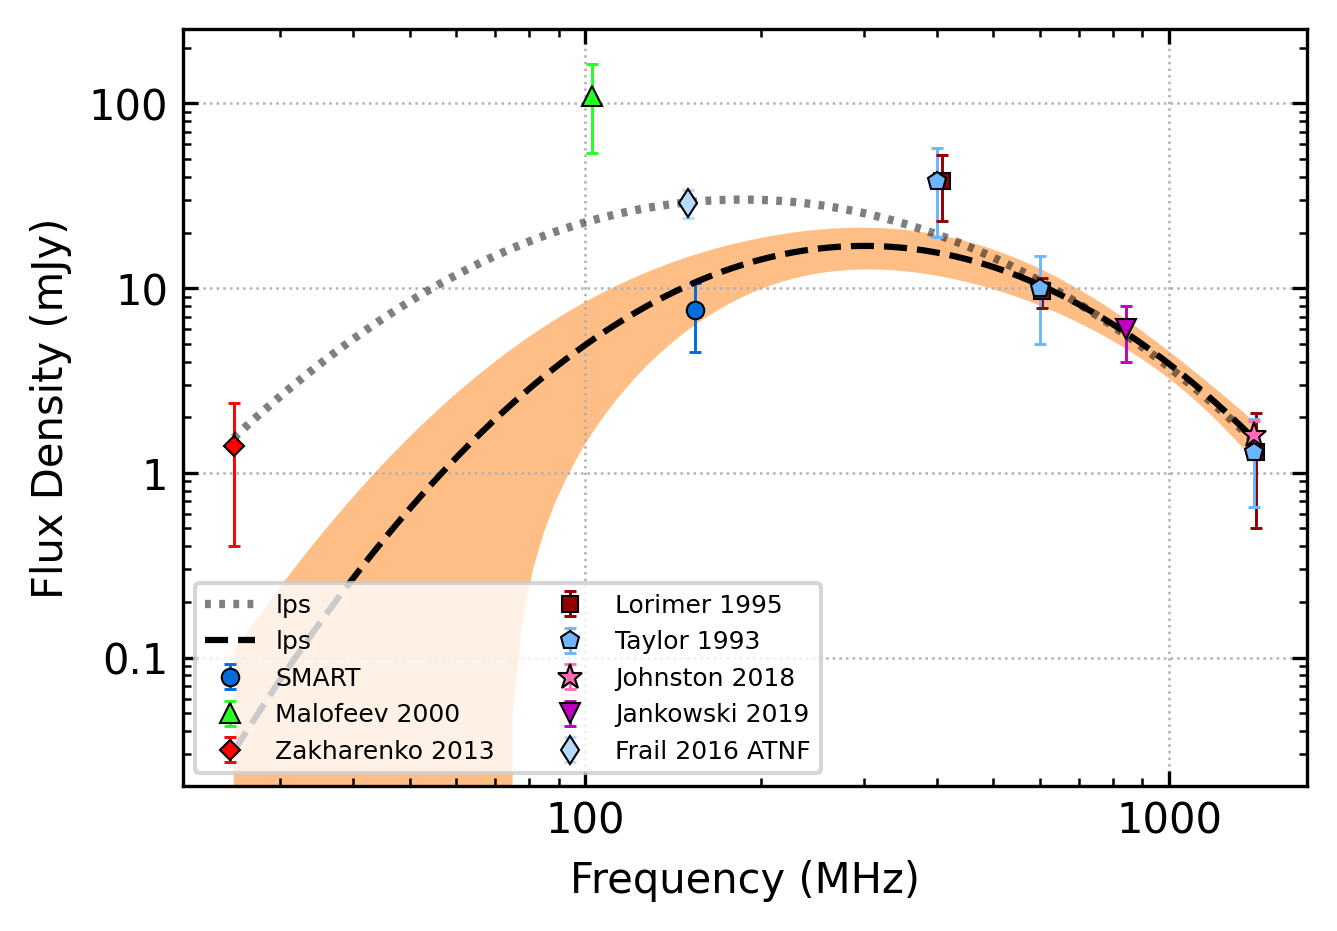 Flux Density (mJy)
100
10
1
0.1
lps
lps
SMART
Malofeev 2000
Zakharenko 2013
Lorimer 1995
Taylor 1993
Johnston 2018
Jankowski 2019
Frail 2016 ATNF
100
1000
Frequency (MHz)